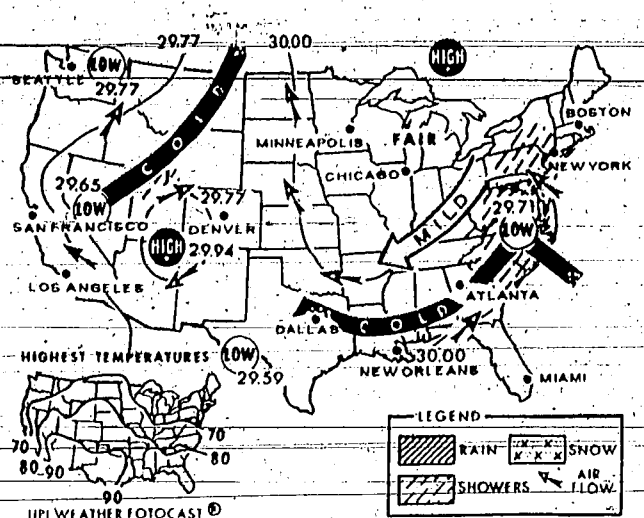 29.77
30.00
SEATTLE
LOW
29.77
HIGH
COLD
BOSTON
MINNEAPOLIS
FAIR
NEW YORK
CHICAGO
29.65
LOW
29.77
29.71
LOW
SAN FRANCISCO
DENVER
MILD
HIGH
29.94
LOS ANGELES
ATLANTA
DALLAS
COLD
HIGHEST TEMPERATURES
LOW
29.59
30.00
NEW ORLEANS
MIAMI
70
80
90
70
80
90
LEGEND
RAIN
SNOW
SHOWERS
AIR FLOW
UPI WEATHER FOTOCAST ®